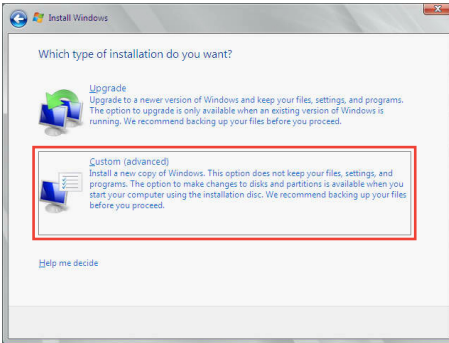 Install Windows
Which type of installation do you want?
Upgrade
Upgrade to a newer version of Windows and keep your files, settings, and programs.
The option to upgrade is only available when an existing version of Windows is
running. We recommend backing up your files before you proceed.
Custom (advanced)
Install a new copy of Windows. This option does not keep your files, settings, and
programs. The option to make changes to disks and partitions is available when you
start your computer using the installation disc. We recommend backing up your files
before you proceed.
Help me decide